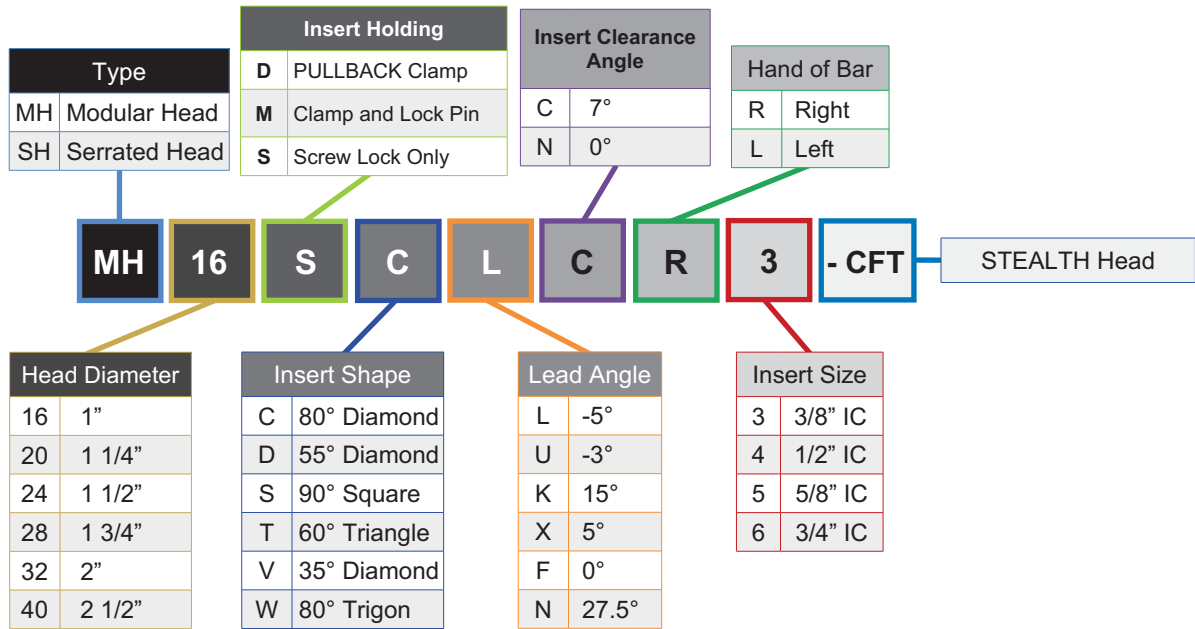 Type
MH Modular Head
SH Serrated Head
Insert Holding
D PULLBACK Clamp
M Clamp and Lock Pin
S Screw Lock Only
Insert Clearance
Angle
C 7°
N 0°
Hand of Bar
R Right
L Left
MH 16 S C L C R 3 - CFT STEALTH Head
Head Diameter
16 1”
20 1 1/4”
24 1 1/2”
28 1 3/4”
32 2”
40 2 1/2”
Insert Shape
C 80° Diamond
D 55° Diamond
S 90° Square
T 60° Triangle
V 35° Diamond
W 80° Trigon
Lead Angle
L -5°
U -3°
K 15°
X 5°
F 0°
N 27.5°
Insert Size
3 3/8” IC
4 1/2” IC
5 5/8” IC
6 3/4” IC